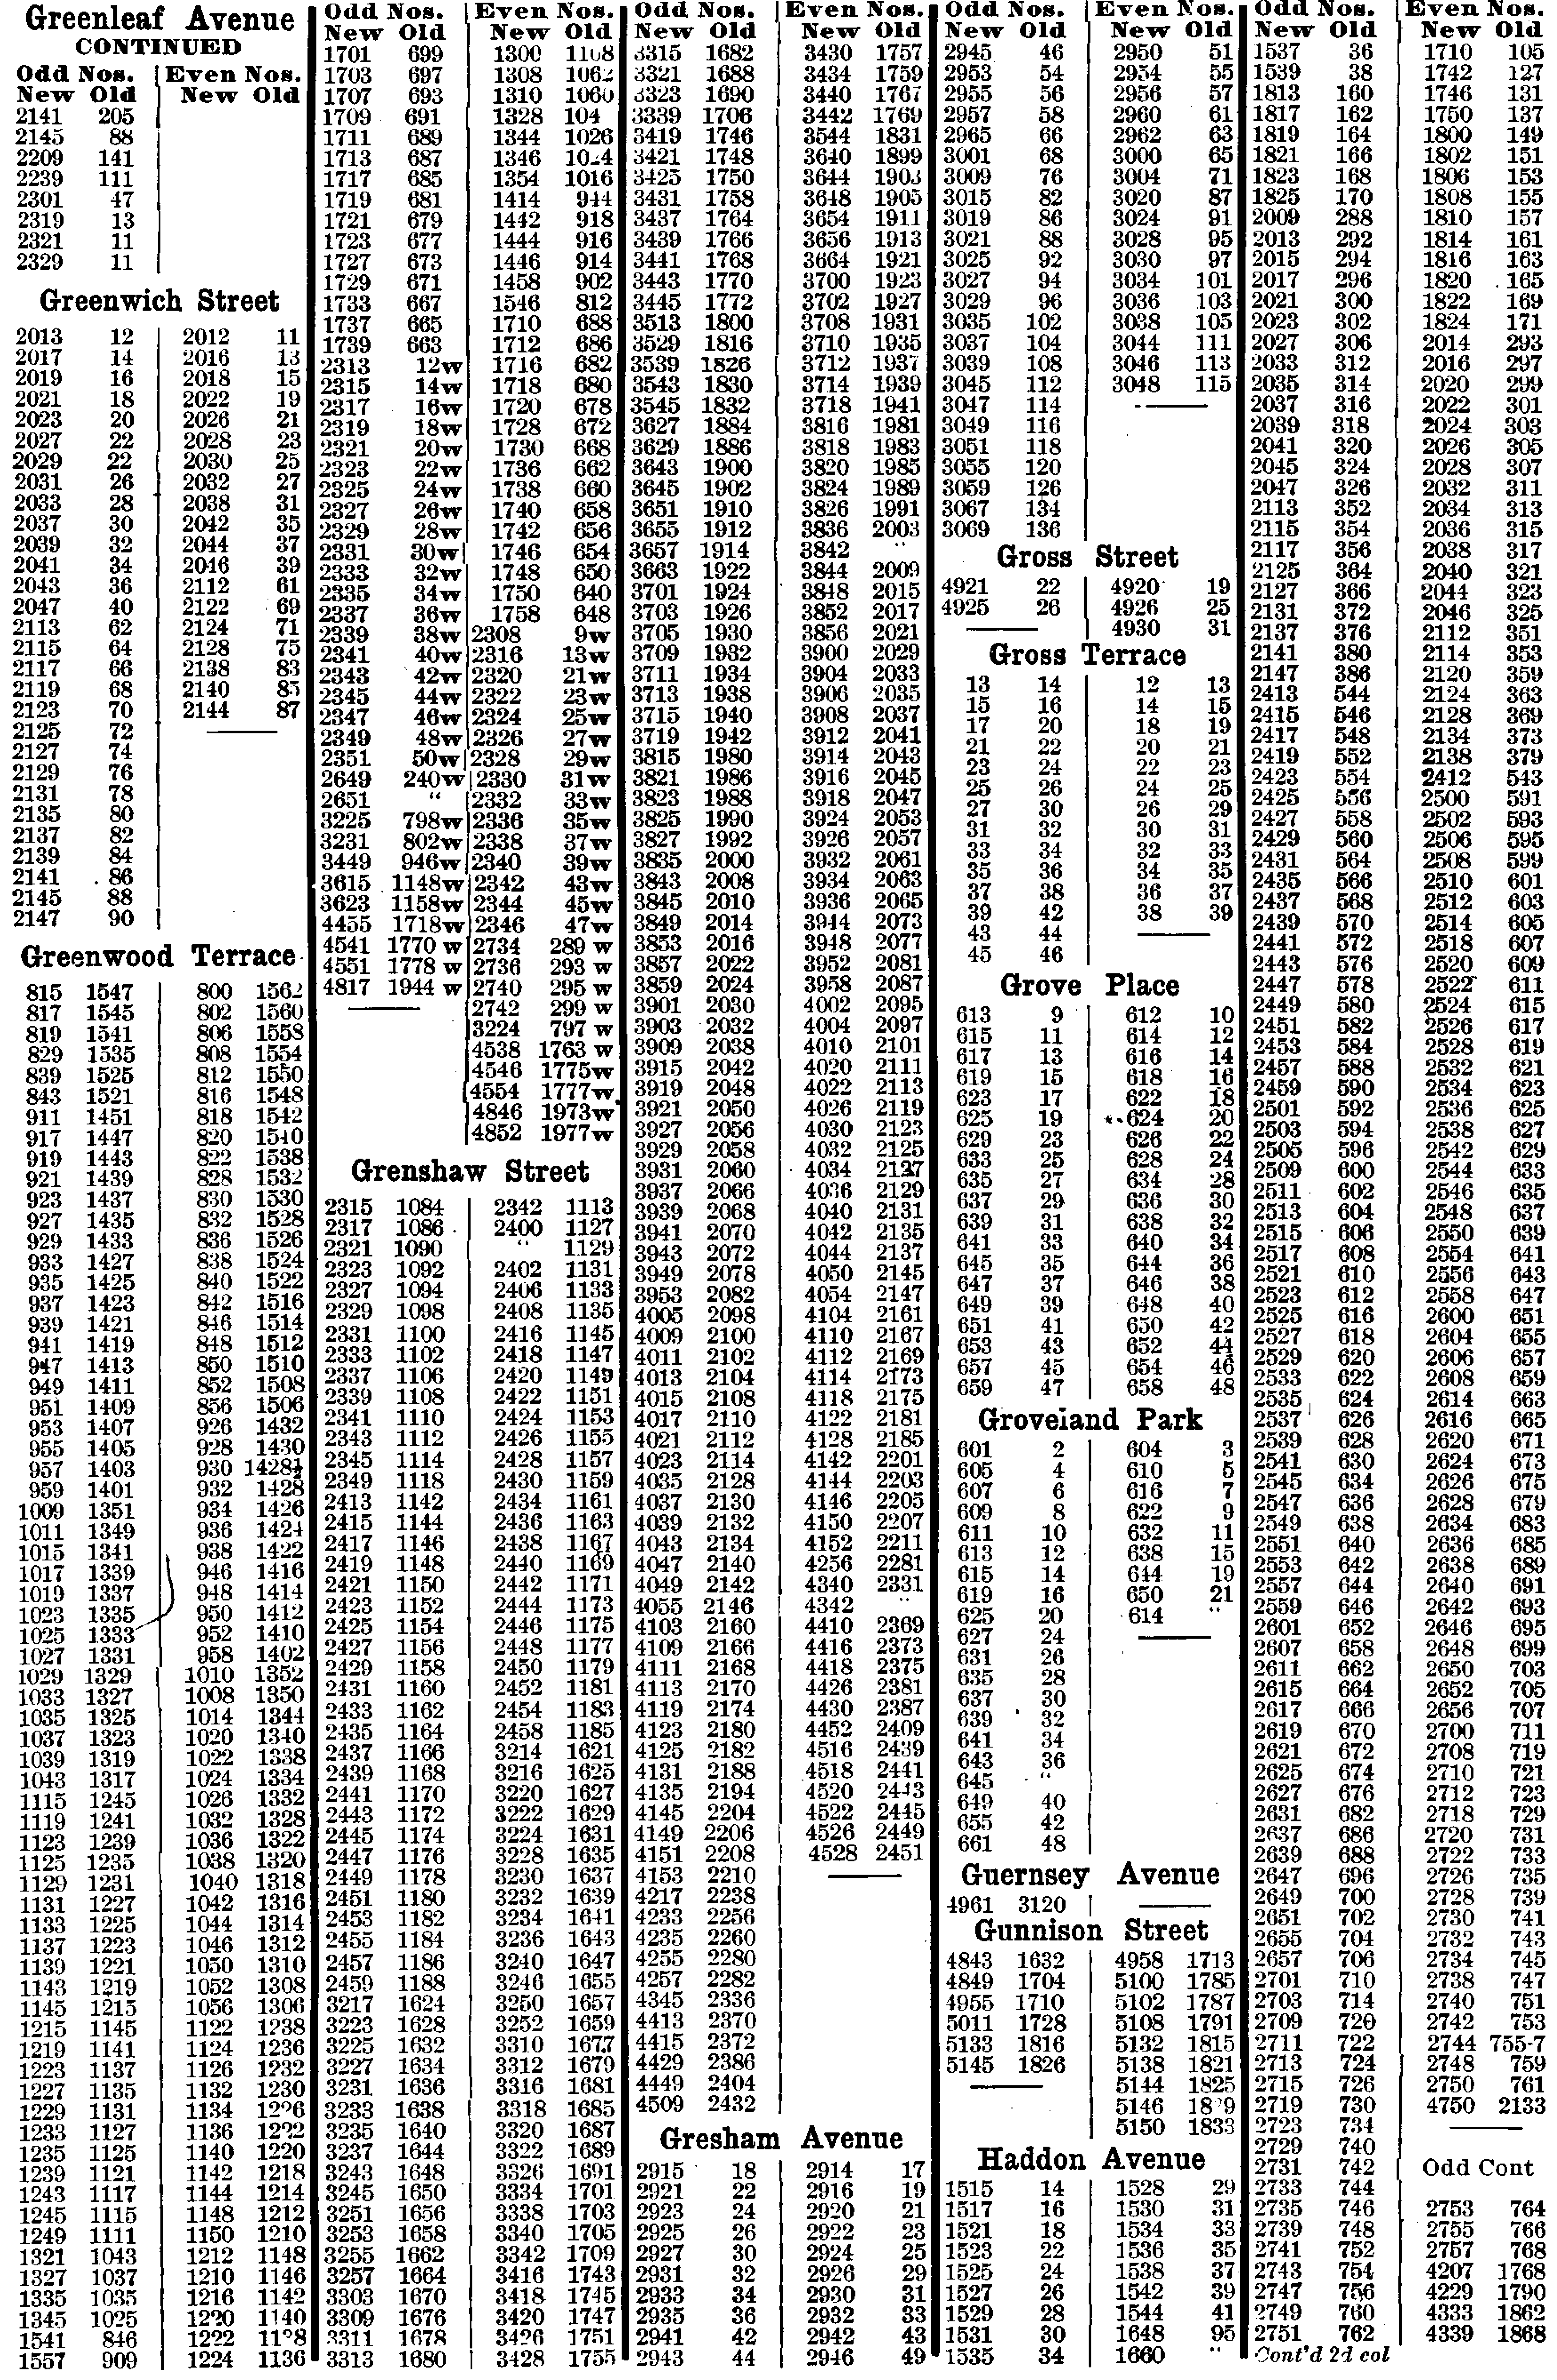 Greenleaf Avenue
CONTINUED
Odd Nos. Even Nos.
New Old New Old
2141 205
2145 88
2209 141
2239 111
2301 47
2319 13
2321 11
2329 11
Greenwich Street
2013 12 2012 11
2017 14 2016 13
2019 16 2018 15
2021 18 2022 19
2023 20 2026 21
2027 22 2028 23
2029 22 2030 25
2031 26 2032 27
2033 28 2038 31
2037 30 2042 35
2039 32 2044 37
2041 34 2046 39
2043 36 2112 61
2047 40 2122 69
2113 62 2124 71
2115 64 2128 75
2117 66 2138 83
2119 68 2140 85
2123 70 2144 87
2125 72
2127 74
2129 76
2131 78
2135 80
2137 82
2139 84
2141 86
2145 88
2147 90
Greenwood Terrace
815 1547 800 1562
817 1545 802 1560
819 1541 806 1558
829 1535 808 1554
839 1525 812 1550
843 1521 816 1548
911 1451 818 1542
917 1447 820 1540
919 1443 822 1538
921 1439 828 1532
923 1437 830 1530
927 1435 832 1528
929 1433 836 1526
933 1427 838 1524
935 1425 840 1522
937 1423 842 1516
939 1421 846 1514
941 1419 848 1512
947 1413 850 1510
949 1411 852 1508
951 1409 856 1506
953 1407 926 1432
955 1405 928 1430
957 1403 930 1428½
959 1401 932 1428
1009 1351 934 1426
1011 1349 936 1424
1015 1341 938 1422
1017 1339 946 1416
1019 1337 948 1414
1023 1335 950 1412
1025 1333 952 1410
1027 1331 958 1402
1029 1329 1010 1352
1033 1327 1008 1350
1035 1325 1014 1344
1037 1323 1020 1340
1039 1319 1022 1338
1043 1317 1024 1334
1115 1245 1026 1332
1119 1241 1032 1328
1123 1239 1036 1322
1125 1235 1038 1320
1129 1231 1040 1318
1131 1227 1042 1316
1133 1225 1044 1314
1137 1223 1046 1312
1139 1221 1050 1310
1143 1219 1052 1308
1145 1215 1056 1306
1215 1145 1122 1238
1219 1141 1124 1236
1223 1137 1126 1232
1227 1135 1132 1230
1229 1131 1134 1226
1233 1127 1136 1222
1235 1125 1140 1220
1239 1121 1142 1218
1243 1117 1144 1214
1245 1115 1148 1212
1249 1111 1150 1210
1321 1043 1212 1148
1327 1037 1210 1146
1335 1035 1216 1142
1345 1025 1220 1140
1541 846 1222 1138
1557 909 1224 1136
Odd Nos. Even Nos.
New Old New Old
1701 699 1300 1108
1703 697 1308 1062
1707 693 1310 1060
1709 691 1328 104
1711 689 1344 1026
1713 687 1346 1024
1717 685 1354 1016
1719 681 1414 944
1721 679 1442 918
1723 677 1444 916
1727 673 1446 914
1729 671 1458 902
1733 667 1546 812
1737 665 1710 688
1739 663 1712 686
2313 12w 1716 682
2315 14w 1718 680
2317 16w 1720 678
2319 18w 1728 672
2321 20w 1730 668
2323 22w 1736 662
2325 24w 1738 660
2327 26w 1740 658
2329 28w 1742 656
2331 30w 1746 654
2333 32w 1748 650
2335 34w 1750 640
2337 36w 1758 648
2339 38w 2308 9w
2341 40w 2316 13w
2343 42w 2320 21w
2345 44w 2322 23w
2347 46w 2324 25w
2349 48w 2326 27w
2351 50w 2328 29w
2649 240w 2330 31w
2651 " 2332 33w
3225 798w 2336 35w
3231 802w 2338 37w
3449 946w 2340 39w
3615 1148w 2342 43w
3623 1158w 2344 45w
4455 1718w 2346 47w
4541 1770 w 2734 289 w
4551 1778 w 2736 293 w
4817 1944 w 2740 295 w
2742 299 w
3224 797 w
4538 1763 w
4546 1775w
4554 1777w
4846 1973w
4852 1977w
Grenshaw Street
2315 1084 2342 1113
2317 1086 2400 1127
2321 1090 " 1129
2323 1092 2402 1131
2327 1094 2406 1133
2329 1098 2408 1135
2331 1100 2416 1145
2333 1102 2418 1147
2337 1106 2420 1149
2339 1108 2422 1151
2341 1110 2424 1153
2343 1112 2426 1155
2345 1114 2428 1157
2349 1118 2430 1159
2413 1142 2434 1161
2415 1144 2436 1163
2417 1146 2438 1167
2419 1148 2440 1169
2421 1150 2442 1171
2423 1152 2444 1173
2425 1154 2446 1175
2427 1156 2448 1177
2429 1158 2450 1179
2431 1160 2452 1181
2433 1162 2454 1183
2435 1164 2458 1185
2437 1166 3214 1621
2439 1168 3216 1625
2441 1170 3220 1627
2443 1172 3222 1629
2445 1174 3224 1631
2447 1176 3228 1635
2449 1178 3230 1637
2451 1180 3232 1639
2453 1182 3234 1641
2455 1184 3236 1643
2457 1186 3240 1647
2459 1188 3246 1655
3217 1624 3250 1657
3223 1628 3252 1659
3225 1632 3310 1677
3227 1634 3312 1679
3231 1636 3316 1681
3233 1638 3318 1685
3235 1640 3320 1687
3237 1644 3322 1689
3243 1648 3326 1691
3245 1650 3334 1701
3251 1656 3338 1703
3253 1658 3340 1705
3255 1662 3342 1709
3257 1664 3416 1743
3303 1670 3418 1745
3309 1676 3420 1747
3311 1678 3426 1751
3313 1680 3428 1755
Odd Nos. Even Nos.
New Old New Old
3315 1682 3430 1757
3321 1688 3434 1759
3323 1690 3440 1767
3339 1706 3442 1769
3419 1746 3544 1831
3421 1748 3640 1899
3425 1750 3644 1903
3431 1758 3648 1905
3437 1764 3654 1911
3439 1766 3656 1913
3441 1768 3664 1921
3443 1770 3700 1923
3445 1772 3702 1927
3513 1800 3708 1931
3529 1816 3710 1935
3539 1826 3712 1937
3543 1830 3714 1939
3545 1832 3718 1941
3627 1884 3816 1981
3629 1886 3818 1983
3643 1900 3820 1985
3645 1902 3824 1989
3651 1910 3826 1991
3655 1912 3836 2003
3657 1914 3842 "
3663 1922 3844 2009
3701 1924 3848 2015
3703 1926 3852 2017
3705 1930 3856 2021
3709 1932 3900 2029
3711 1934 3904 2033
3713 1938 3906 2035
3715 1940 3908 2037
3719 1942 3912 2041
3815 1980 3914 2043
3821 1986 3916 2045
3823 1988 3918 2047
3825 1990 3924 2053
3827 1992 3926 2057
3835 2000 3932 2061
3843 2008 3934 2063
3845 2010 3936 2065
3849 2014 3944 2073
3853 2016 3948 2077
3857 2022 3952 2081
3859 2024 3958 2087
3901 2030 4002 2095
3903 2032 4004 2097
3909 2038 4010 2101
3915 2042 4020 2111
3919 2048 4022 2113
3921 2050 4026 2119
3927 2056 4030 2123
3929 2058 4032 2125
3931 2060 4034 2127
3937 2066 4036 2129
3939 2068 4040 2131
3941 2070 4042 2135
3943 2072 4044 2137
3949 2078 4050 2145
3953 2082 4054 2147
4005 2098 4104 2161
4009 2100 4110 2167
4011 2102 4112 2169
4013 2104 4114 2173
4015 2108 4118 2175
4017 2110 4122 2181
4021 2112 4128 2185
4023 2114 4142 2201
4035 2128 4144 2203
4037 2130 4146 2205
4039 2132 4150 2207
4043 2134 4152 2211
4047 2140 4256 2281
4049 2142 4340 2331
4055 2146 4342 "
4103 2160 4410 2369
4109 2166 4416 2373
4111 2168 4418 2375
4113 2170 4426 2381
4119 2174 4430 2387
4123 2180 4452 2409
4125 2182 4516 2439
4131 2188 4518 2441
4135 2194 4520 2443
4145 2204 4522 2445
4149 2206 4526 2449
4151 2208 4528 2451
4153 2210
4217 2238
4233 2256
4235 2260
4255 2280
4257 2282
4345 2336
4413 2370
4415 2372
4429 2386
4449 2404
4509 2432
Gresham Avenue
2915 18 2914 17
2921 22 2916 19
2923 24 2920 21
2925 26 2922 23
2927 30 2924 25
2931 32 2926 29
2933 34 2930 31
2935 36 2932 33
2941 42 2942 43
2943 44 2946 49
Odd Nos. Even Nos.
New Old New Old
2945 46 2950 51
2953 54 2954 55
2955 56 2956 57
2957 58 2960 61
2965 66 2962 63
3001 68 3000 65
3009 76 3004 71
3015 82 3020 87
3019 86 3024 91
3021 88 3028 95
3025 92 3030 97
3027 94 3034 101
3029 96 3036 103
3035 102 3038 105
3037 104 3044 111
3039 108 3046 113
3045 112 3048 115
3047 114
3049 116
3051 118
3055 120
3059 126
3067 134
3069 136
Gross Street
4921 22 4920 19
4925 26 4926 25
4930 31
Gross Terrace
13 14 12 13
15 16 14 15
17 20 18 19
21 22 20 21
23 24 22 23
25 26 24 25
27 30 26 29
31 32 30 31
33 34 32 33
35 36 34 35
37 38 36 37
39 42 38 39
43 44
45 46
Grove Place
613 9 612 10
615 11 614 12
617 13 616 14
619 15 618 16
623 17 622 18
625 19 624 20
629 23 626 22
633 25 628 24
635 27 634 28
637 29 636 30
639 31 638 32
641 33 640 34
645 35 644 36
647 37 646 38
649 39 648 40
651 41 650 42
653 43 652 44
657 45 654 46
659 47 658 48
Groveland Park
601 2 604 3
605 4 610 5
607 6 616 7
609 8 622 9
611 10 632 11
613 12 638 15
615 14 644 19
619 16 650 21
625 20 614 "
627 24
631 26
635 28
637 30
639 32
641 34
643 36
645 "
649 40
655 42
661 48
Guernsey Avenue
4961 3120
Gunnison Street
4843 1632 4958 1713
4849 1704 5100 1785
4955 1710 5102 1787
5011 1728 5108 1791
5133 1816 5132 1815
5145 1826 5138 1821
5144 1825
5146 1829
5150 1833
Haddon Avenue
1515 14 1528 29
1517 16 1530 31
1521 18 1534 33
1523 22 1536 35
1525 24 1538 37
1527 26 1542 39
1529 28 1544 41
1531 30 1648 95
1535 34 1660 "
Odd Nos. Even Nos.
New Old New Old
1537 36 1710 105
1539 38 1742 127
1813 160 1746 131
1817 162 1750 137
1819 164 1800 149
1821 166 1802 151
1823 168 1806 153
1825 170 1808 155
2009 288 1810 157
2013 292 1814 161
2015 294 1816 163
2017 296 1820 165
2021 300 1822 169
2023 302 1824 171
2027 306 2014 293
2033 312 2016 297
2035 314 2020 299
2037 316 2022 301
2039 318 2024 303
2041 320 2026 305
2045 324 2028 307
2047 326 2032 311
2113 352 2034 313
2115 354 2036 315
2117 356 2038 317
2125 364 2040 321
2127 366 2044 323
2131 372 2046 325
2137 376 2112 351
2141 380 2114 353
2147 386 2120 359
2413 544 2124 363
2415 546 2128 369
2417 548 2134 373
2419 552 2138 379
2423 554 2412 543
2425 556 2500 591
2427 558 2502 593
2429 560 2506 595
2431 564 2508 599
2435 566 2510 601
2437 568 2512 603
2439 570 2514 605
2441 572 2518 607
2443 576 2520 609
2447 578 2522 611
2449 580 2524 615
2451 582 2526 617
2453 584 2528 619
2457 588 2532 621
2459 590 2534 623
2501 592 2536 625
2503 594 2538 627
2505 596 2542 629
2509 600 2544 633
2511 602 2546 635
2513 604 2548 637
2515 606 2550 639
2517 608 2554 641
2521 610 2556 643
2523 612 2558 647
2525 616 2600 651
2527 618 2604 655
2529 620 2606 657
2533 622 2608 659
2535 624 2614 663
2537 626 2616 665
2539 628 2620 671
2541 630 2624 673
2545 634 2626 675
2547 636 2628 679
2549 638 2634 683
2551 640 2636 685
2553 642 2638 689
2557 644 2640 691
2559 646 2642 693
2601 652 2646 695
2607 658 2648 699
2611 662 2650 703
2615 664 2652 705
2617 666 2656 707
2619 670 2700 711
2621 672 2708 719
2625 674 2710 721
2627 676 2712 723
2631 682 2718 729
2637 686 2720 731
2639 688 2722 733
2647 696 2726 735
2649 700 2728 739
2651 702 2730 741
2655 704 2732 743
2657 706 2734 745
2701 710 2738 747
2703 714 2740 751
2709 720 2742 753
2711 722 2744 755-7
2713 724 2748 759
2715 726 2750 761
2719 730 4750 2133
2723 734
2729 740
2731 742 Odd Cont
2733 744
2735 746 2753 764
2739 748 2755 766
2741 752 2757 768
2743 754 4207 1768
2747 756 4229 1790
2749 760 4333 1862
2751 762 4339 1868
Cont'd 2d col